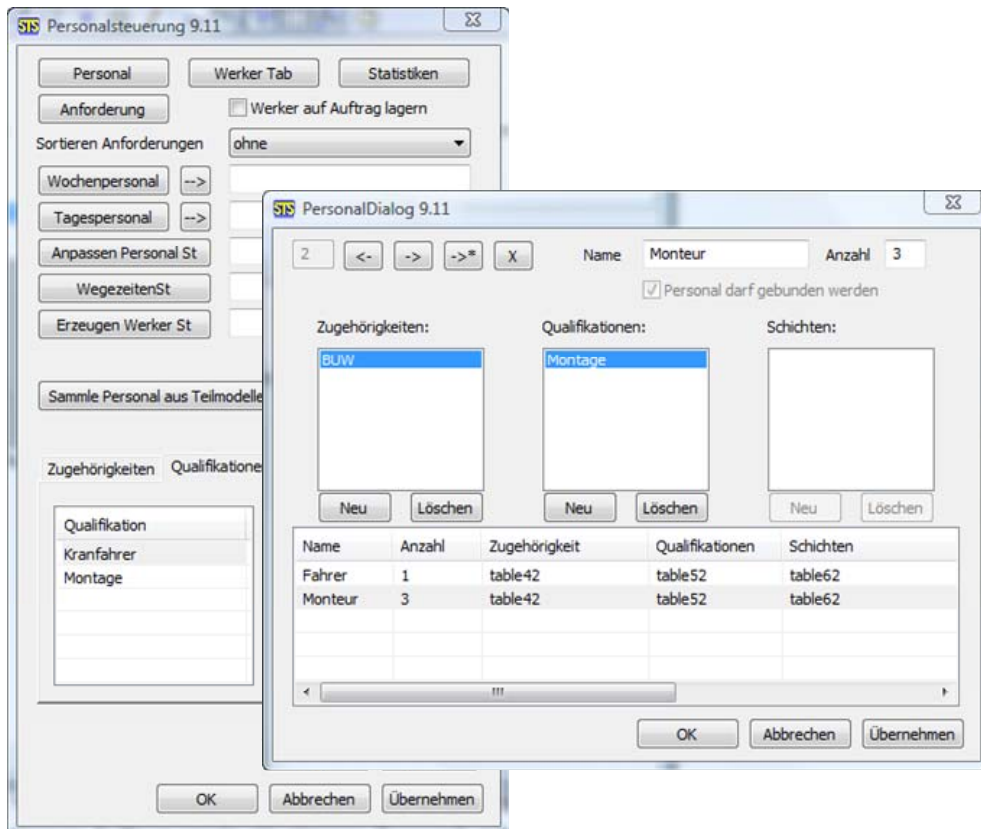 STS Personalsteuerung 9.11
Personal Werker Tab Statistiken
Anforderung Werker auf Auftrag lagern
Sortieren Anforderungen ohne
Wochenpersonal -->
Tagespersonal -->
Anpassen Personal St
WegezeitenSt
Erzeugen Werker St
Sammle Personal aus Teilmodelle
Zugehörigkeiten Qualifikatione
Qualifikation
Kranfahrer
Montage
OK Abbrechen Übernehmen
STS PersonalDialog 9.11
2 <- -> ->* X Name Monteur Anzahl 3
Personal darf gebunden werden
Zugehörigkeiten: Qualifikationen: Schichten:
BUW Montage
Neu Löschen Neu Löschen Neu Löschen
Name Anzahl Zugehörigkeit Qualifikationen Schichten
Fahrer 1 table42 table52 table62
Monteur 3 table42 table52 table62
OK Abbrechen Übernehmen